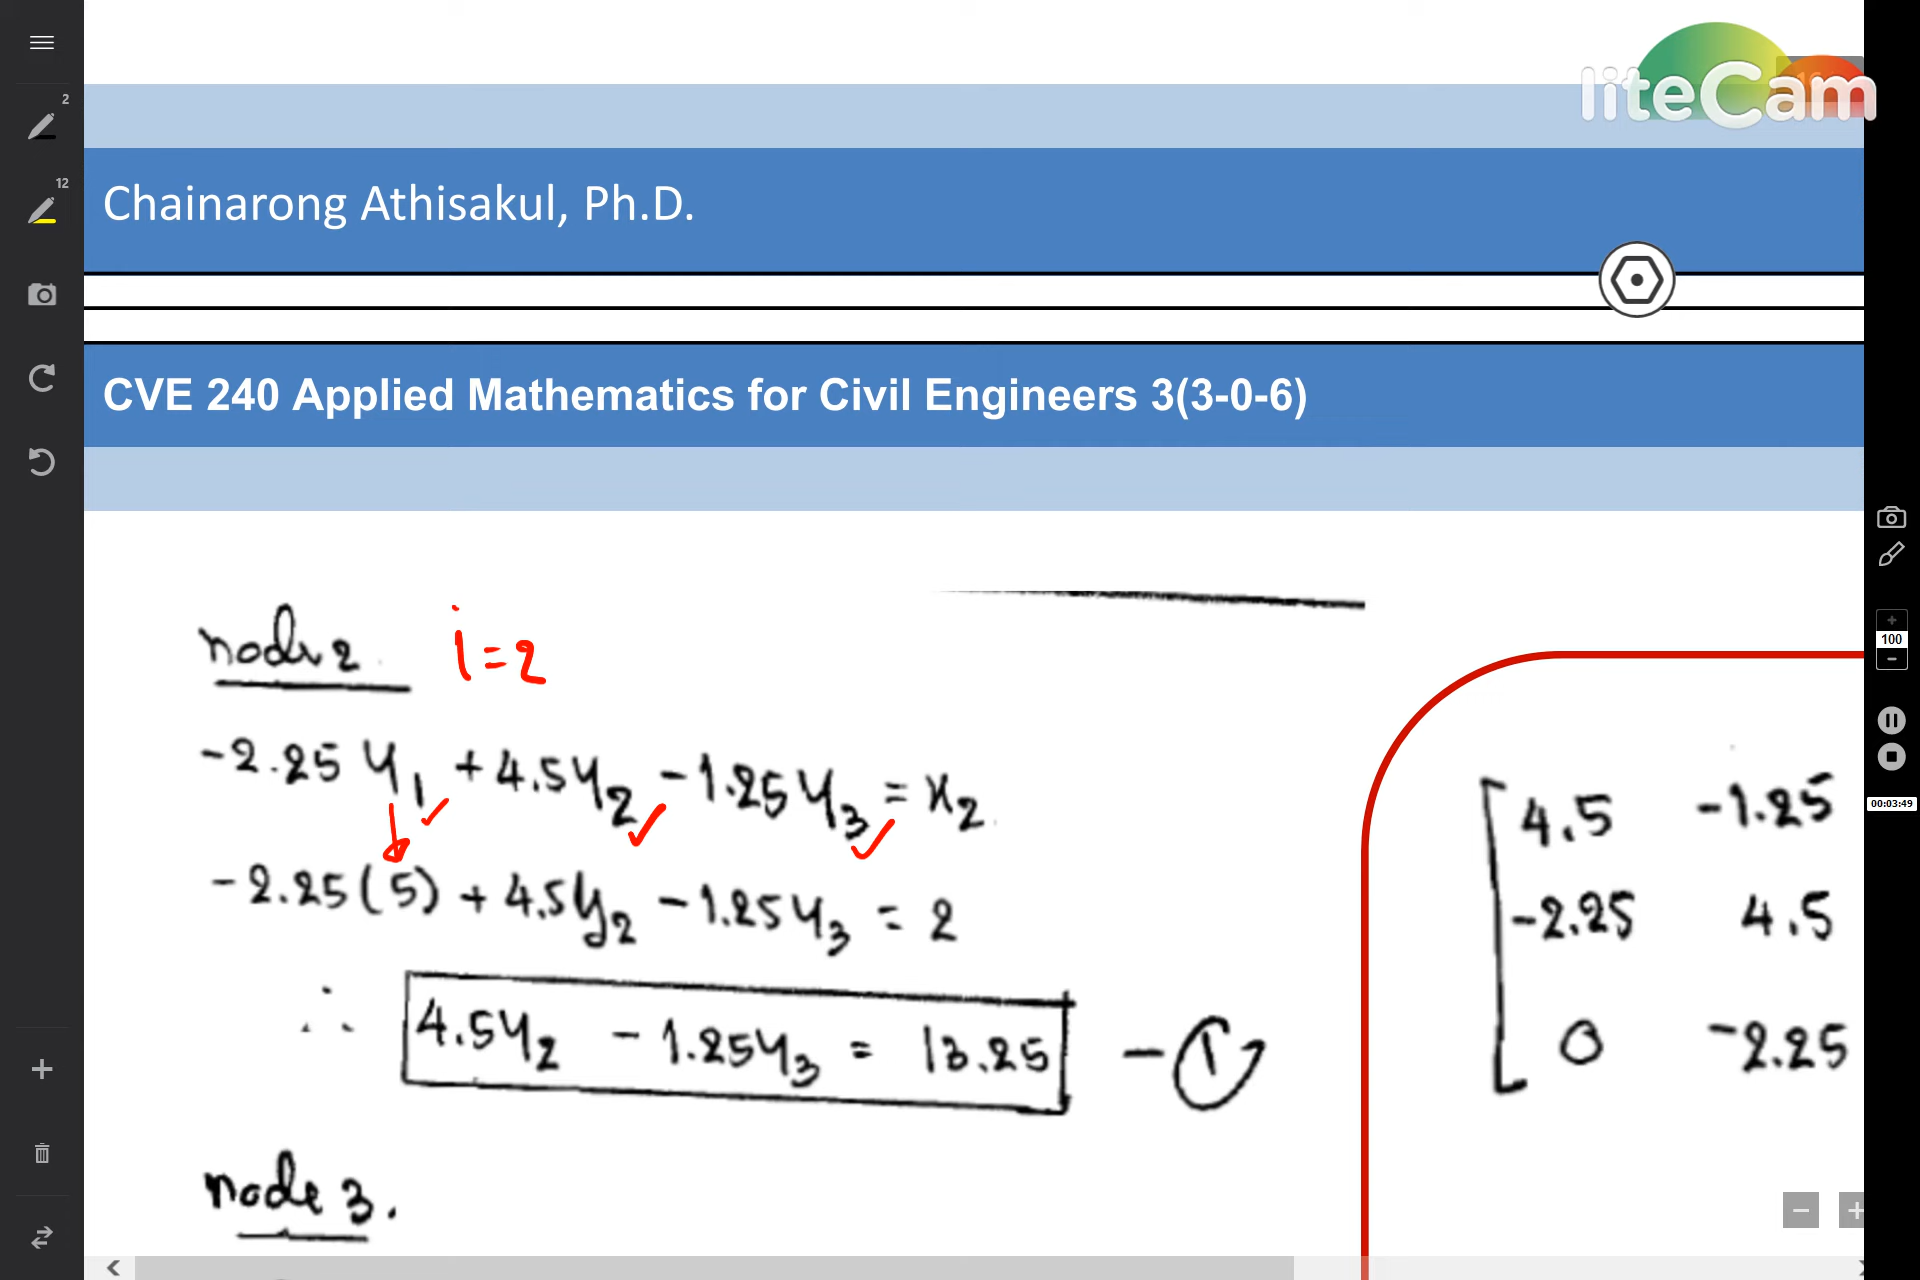 liteCam
2
12
Chainarong Athisakul, Ph.D.
CVE 240 Applied Mathematics for Civil Engineers 3(3-0-6)
node 2 i=2
-2.25 y₁ + 4.5y₂ - 1.25y₃ = x₂
-2.25(5) + 4.5y₂ - 1.25y₃ = 2
∴ 4.5y₂ - 1.25y₃ = 13.25 - ①
node 3.
4.5 -1.25
-2.25 4.5
0 -2.25
100
00:03:49